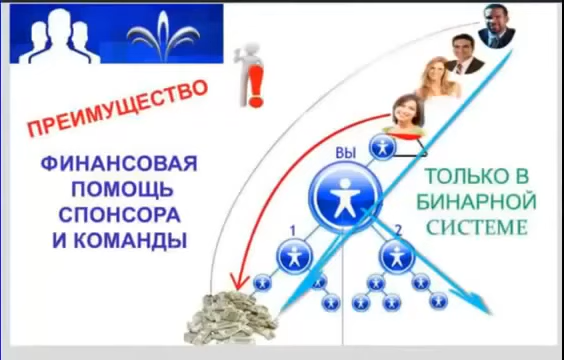 ПРЕИМУЩЕСТВО
ФИНАНСОВАЯ
ПОМОЩЬ
СПОНСОРА
И КОМАНДЫ
ВЫ
1
2
ТОЛЬКО В
БИНАРНОЙ
СИСТЕМЕ